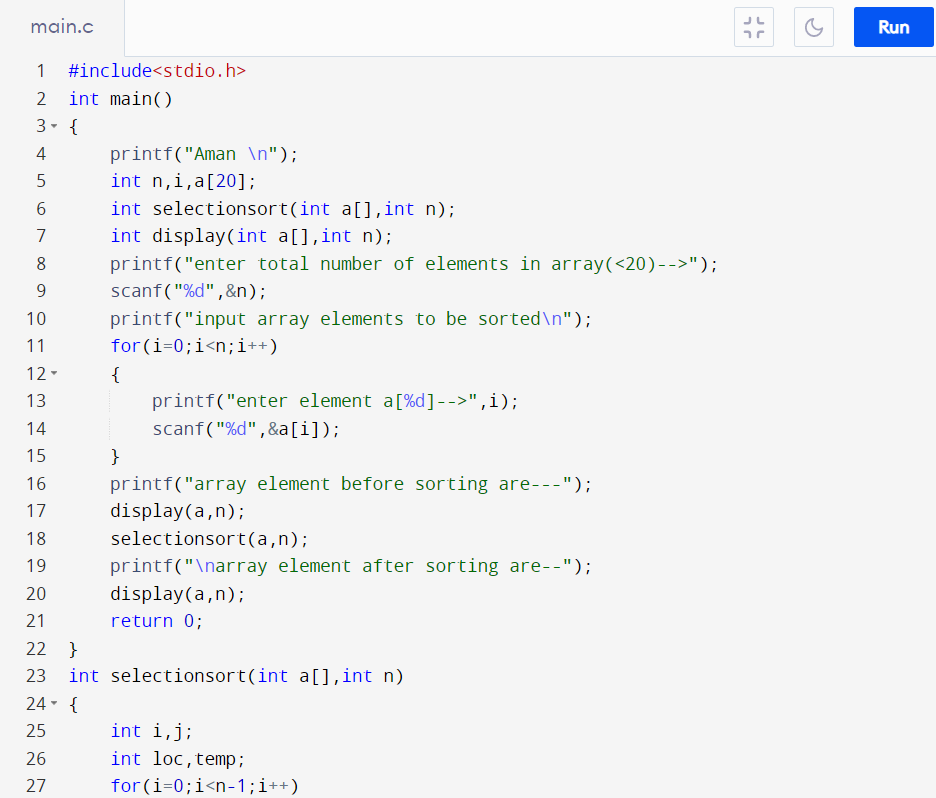 main.c
Run
1 #include<stdio.h>
2 int main()
3 {
4     printf("Aman \n");
5     int n,i,a[20];
6     int selectionsort(int a[],int n);
7     int display(int a[],int n);
8     printf("enter total number of elements in array(<20)-->");
9     scanf("%d",&n);
10     printf("input array elements to be sorted\n");
11     for(i=0;i<n;i++)
12     {
13         printf("enter element a[%d]-->",i);
14         scanf("%d",&a[i]);
15     }
16     printf("array element before sorting are---");
17     display(a,n);
18     selectionsort(a,n);
19     printf("\narray element after sorting are--");
20     display(a,n);
21     return 0;
22 }
23 int selectionsort(int a[],int n)
24 {
25     int i,j;
26     int loc,temp;
27     for(i=0;i<n-1;i++)